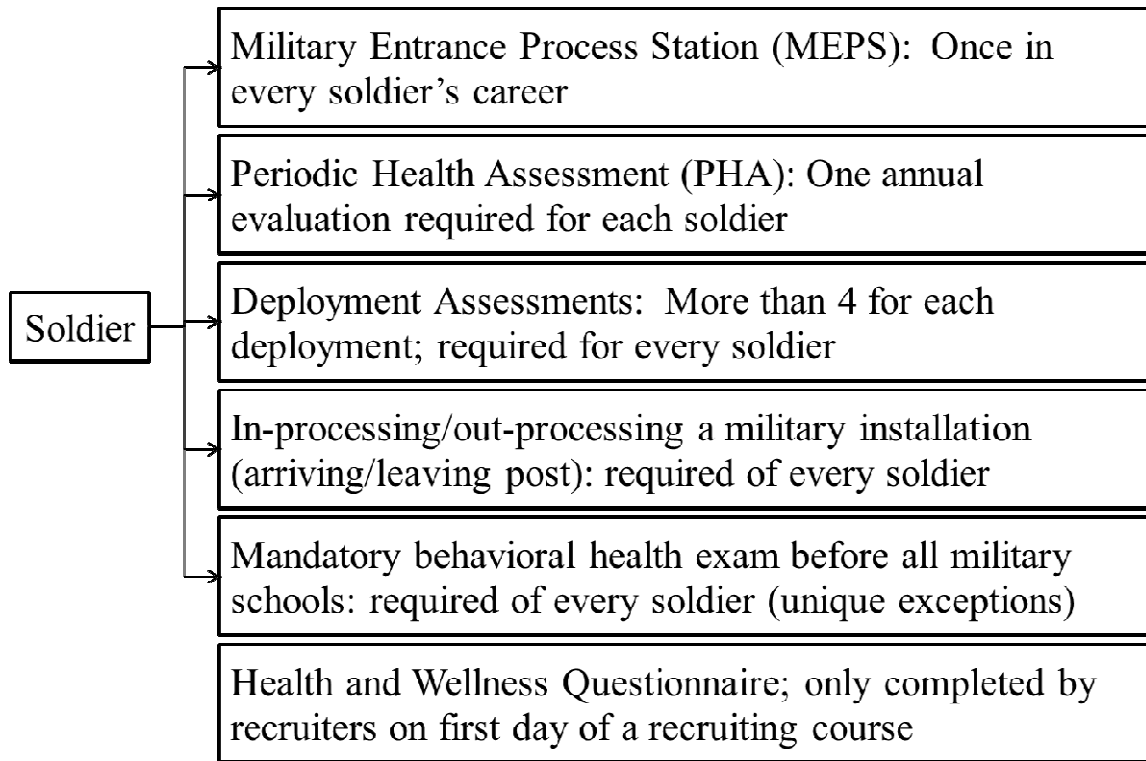 Military Entrance Process Station (MEPS): Once in
every soldier's career
Periodic Health Assessment (PHA): One annual
evaluation required for each soldier
Soldier
Deployment Assessments: More than 4 for each
deployment; required for every soldier
In-processing/out-processing a military installation
(arriving/leaving post): required of every soldier
Mandatory behavioral health exam before all military
schools: required of every soldier (unique exceptions)
Health and Wellness Questionnaire; only completed by
recruiters on first day of a recruiting course